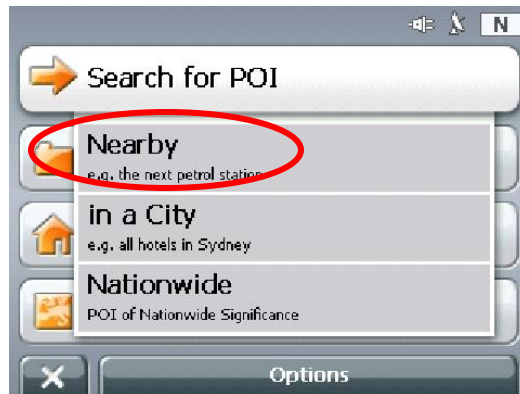 N
Search for POI
Nearby
e.g. the next petrol station
in a City
e.g. all hotels in Sydney
Nationwide
POI of Nationwide Significance
Options